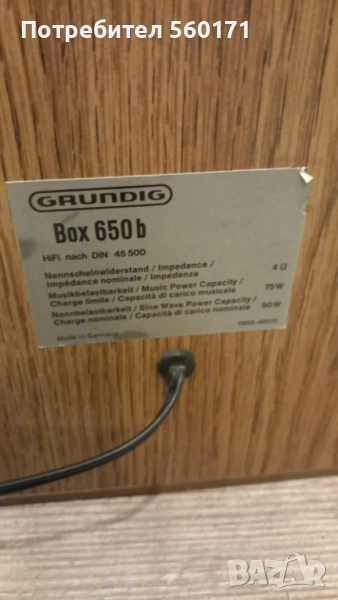 Потребител 560171
GRUNDIG
Box 650 b
HiFi nach DIN 45 500
Nennscheinwiderstand / Impedance / 4 Ω
Impédance nominale / Impedenza
Musikbelastbarkeit / Music Power Capacity / 75 W
Charge limite / Capacità di carico musicale
Nennbelastbarkeit / Sine Wave Power Capacity / 50 W
Charge nominale / Capacità di carico nominale
Made in Germany
bazar